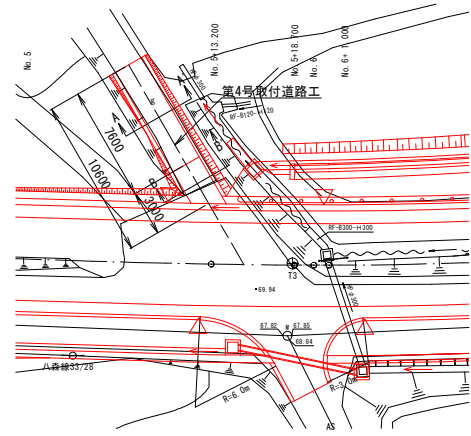 No. 5
No. 5+13.200
No. 5+18.700
No. 6
No. 6+ 1.000
第4号取付道路工
RF-B120-H120
A
7600
10600
B
3000
RF-B300-H300
T3
69.94
67.82
M
67.85
68.84
八森線33/28
R=6.0m
R=3.0m
AS